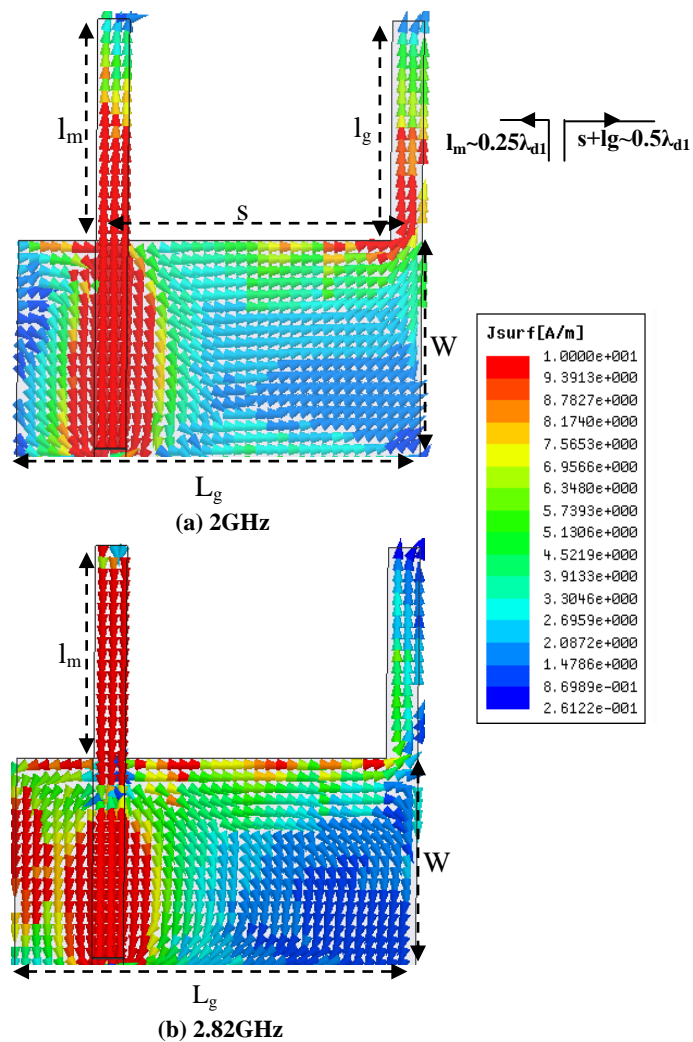 lₘ
l_g
lₘ~0.25λ_d1
s+lg~0.5λ_d1
s
W
L_g
(a) 2GHz
Jsurf[A/m]
1.0000e+001
9.3913e+000
8.7827e+000
8.1740e+000
7.5653e+000
6.9566e+000
6.3480e+000
5.7393e+000
5.1306e+000
4.5219e+000
3.9133e+000
3.3046e+000
2.6959e+000
2.0872e+000
1.4786e+000
8.6989e-001
2.6122e-001
lₘ
W
L_g
(b) 2.82GHz